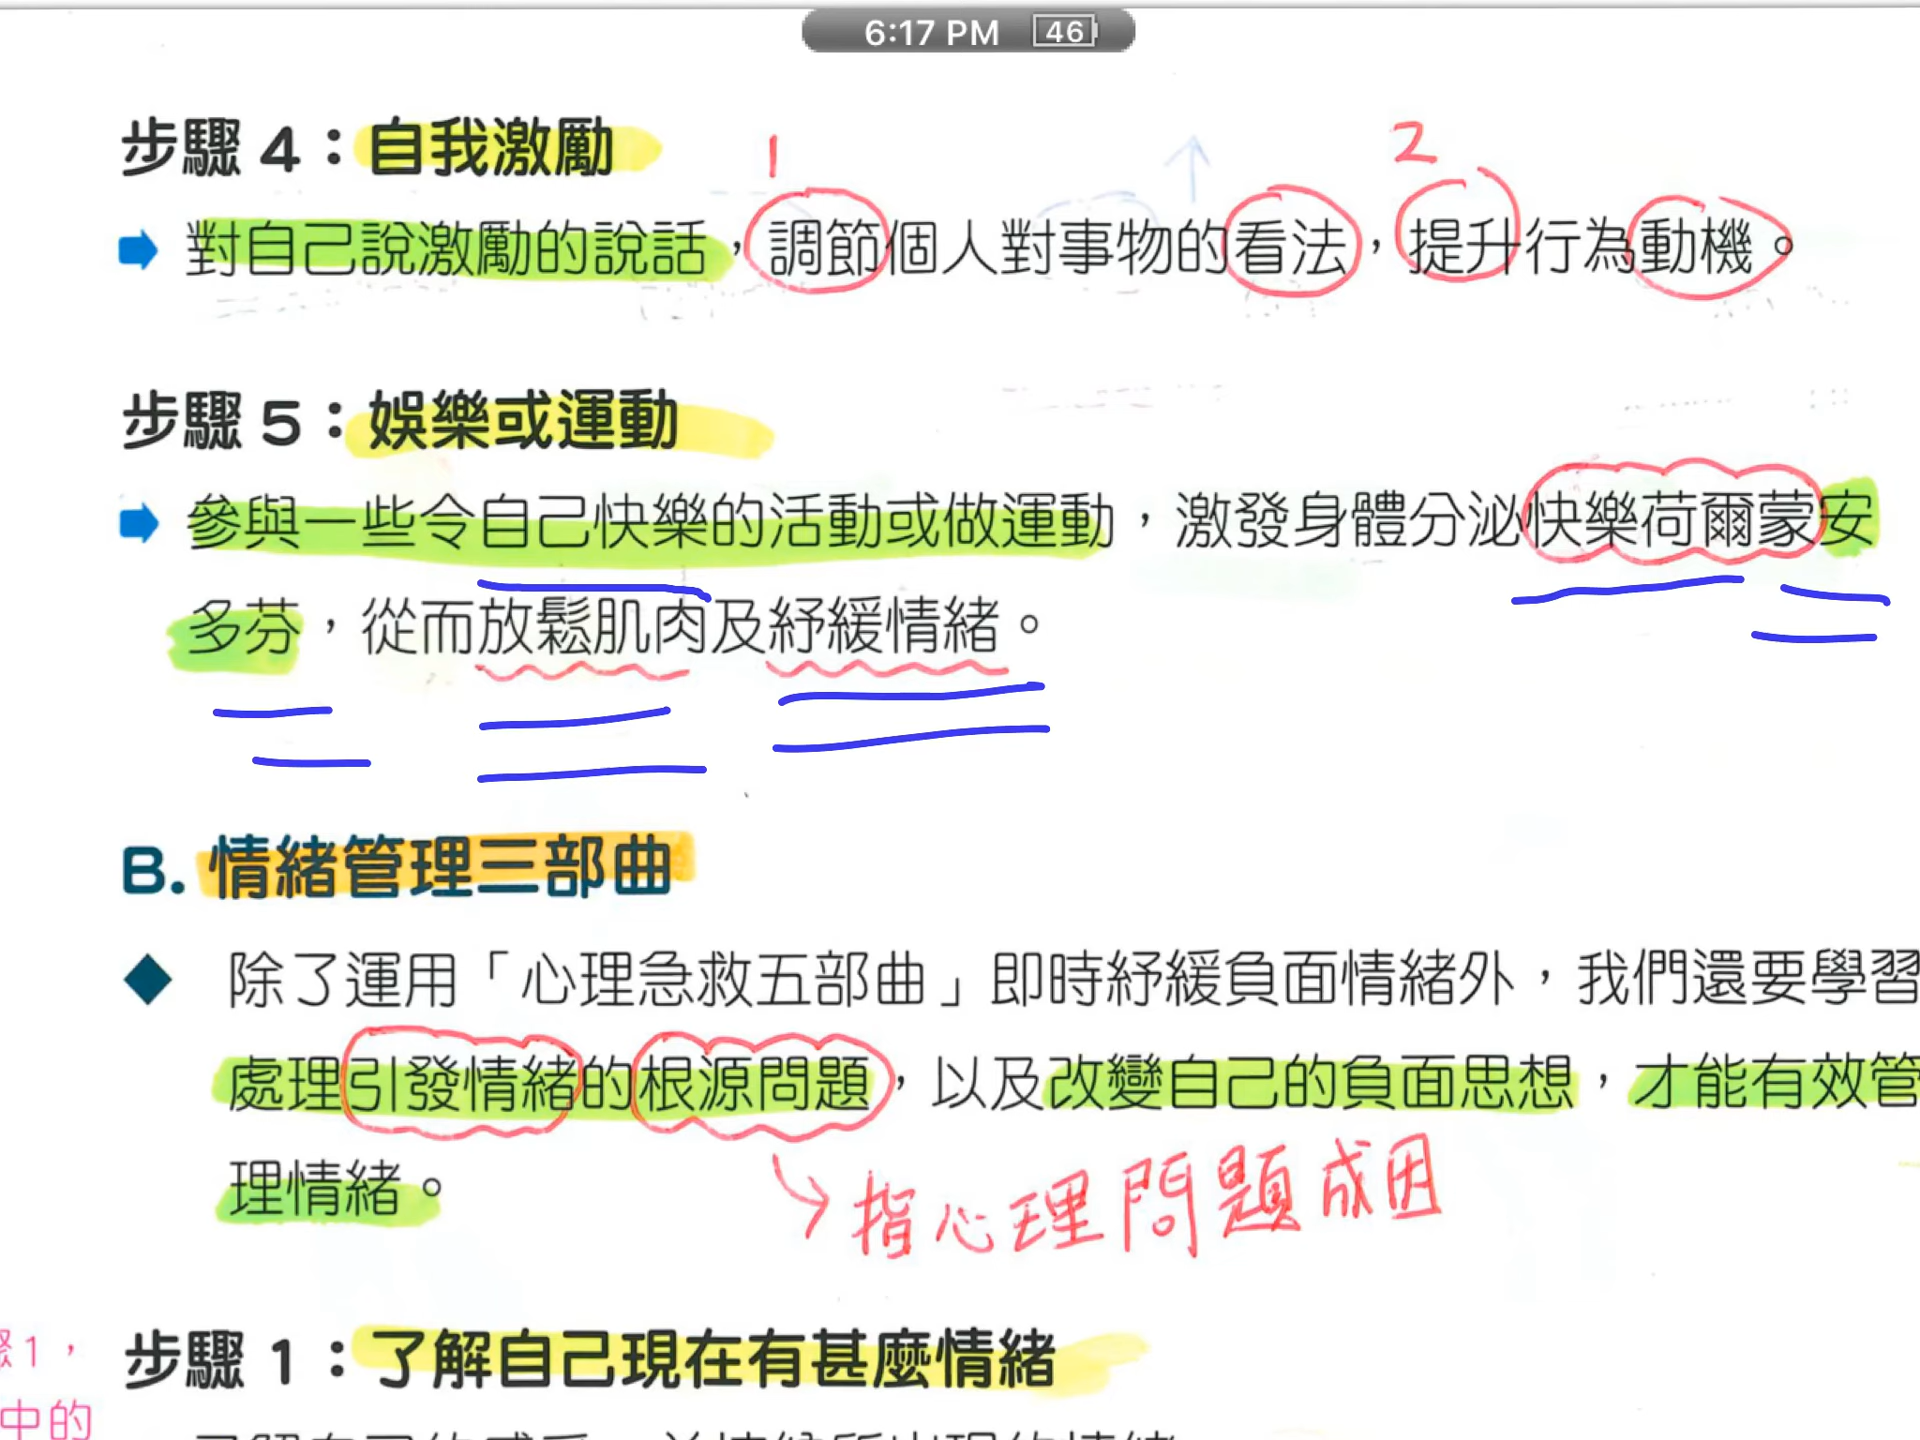 6:17 PM 46
步驟 4：自我激勵
1 2
對自己說激勵的說話，調節個人對事物的看法，提升行為動機。
步驟 5：娛樂或運動
參與一些令自己快樂的活動或做運動，激發身體分泌快樂荷爾蒙安
多芬，從而放鬆肌肉及紓緩情緒。
B. 情緒管理三部曲
除了運用「心理急救五部曲」即時紓緩負面情緒外，我們還要學習
處理引發情緒的根源問題，以及改變自己的負面思想，才能有效管
理情緒。
指心理問題成因
驟1，
步驟 1：了解自己現在有甚麼情緒
中的